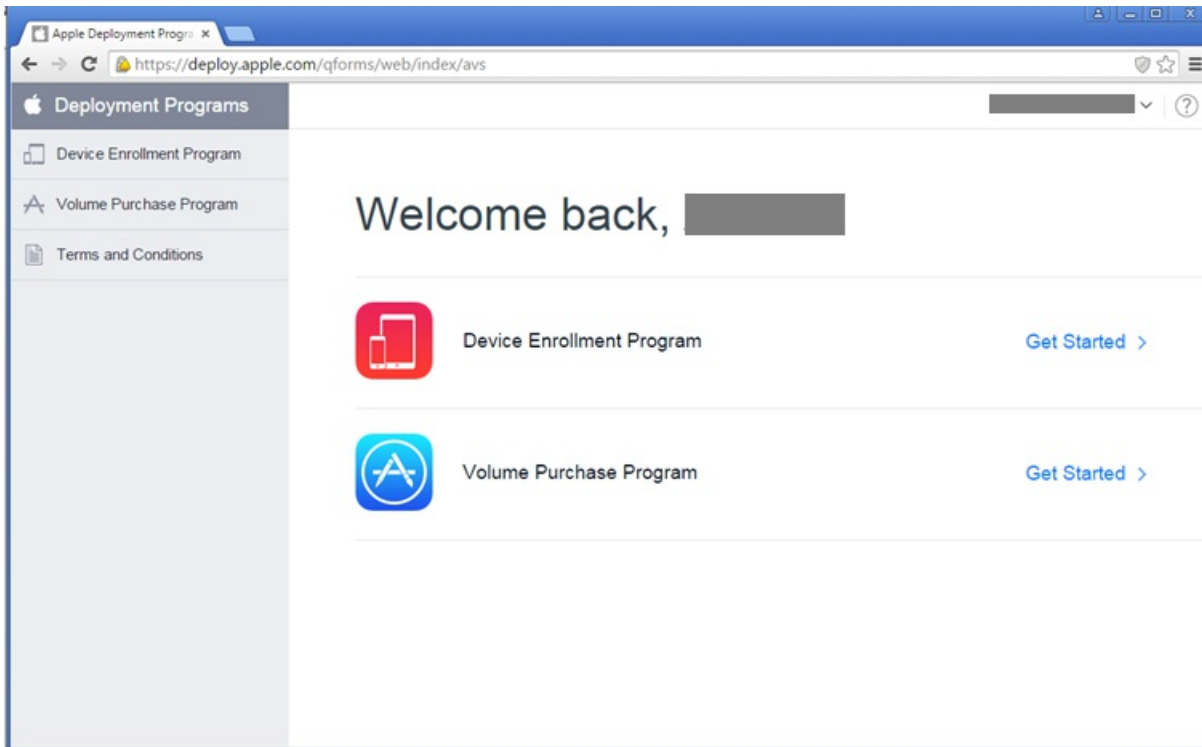 Apple Deployment Progra
https://deploy.apple.com/qforms/web/index/avs
Deployment Programs
?
Device Enrollment Program
Volume Purchase Program
Terms and Conditions
Welcome back,
Device Enrollment Program Get Started >
Volume Purchase Program Get Started >